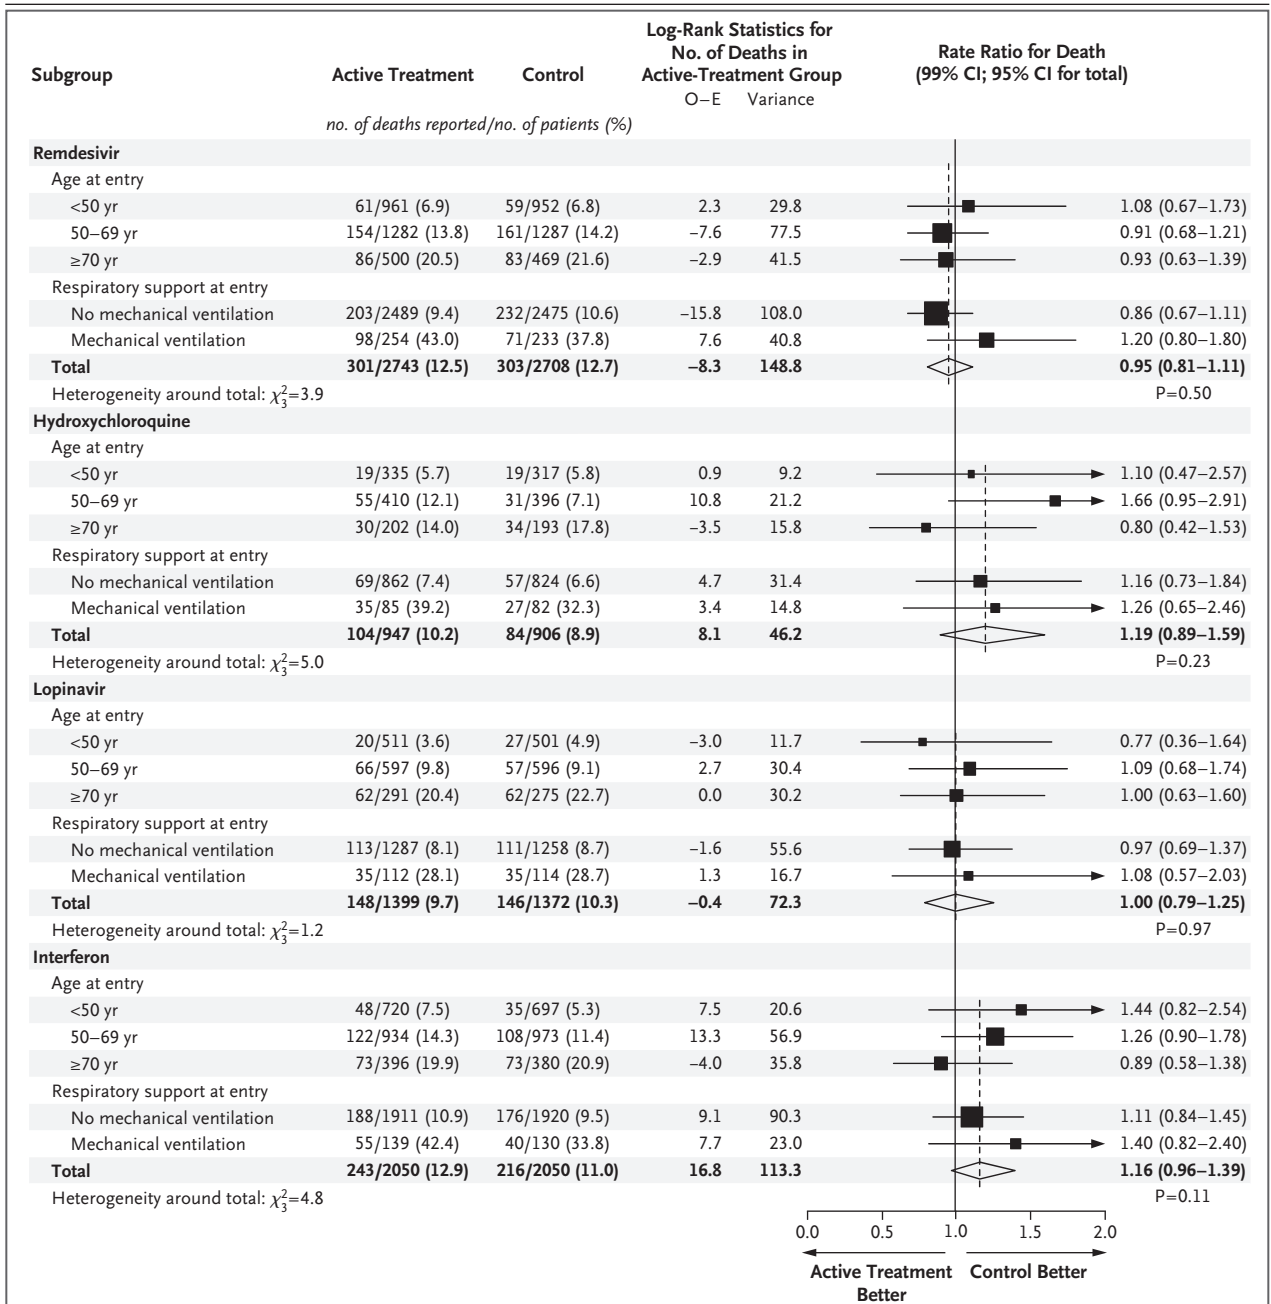 Subgroup Active Treatment Control Log-Rank Statistics for No. of Deaths in Active-Treatment Group Rate Ratio for Death (99% CI; 95% CI for total)
O–E Variance
no. of deaths reported/no. of patients (%)
Remdesivir
Age at entry
<50 yr 61/961 (6.9) 59/952 (6.8) 2.3 29.8 1.08 (0.67–1.73)
50–69 yr 154/1282 (13.8) 161/1287 (14.2) –7.6 77.5 0.91 (0.68–1.21)
≥70 yr 86/500 (20.5) 83/469 (21.6) –2.9 41.5 0.93 (0.63–1.39)
Respiratory support at entry
No mechanical ventilation 203/2489 (9.4) 232/2475 (10.6) –15.8 108.0 0.86 (0.67–1.11)
Mechanical ventilation 98/254 (43.0) 71/233 (37.8) 7.6 40.8 1.20 (0.80–1.80)
Total 301/2743 (12.5) 303/2708 (12.7) –8.3 148.8 0.95 (0.81–1.11)
Heterogeneity around total: χ²₃=3.9 P=0.50
Hydroxychloroquine
Age at entry
<50 yr 19/335 (5.7) 19/317 (5.8) 0.9 9.2 1.10 (0.47–2.57)
50–69 yr 55/410 (12.1) 31/396 (7.1) 10.8 21.2 1.66 (0.95–2.91)
≥70 yr 30/202 (14.0) 34/193 (17.8) –3.5 15.8 0.80 (0.42–1.53)
Respiratory support at entry
No mechanical ventilation 69/862 (7.4) 57/824 (6.6) 4.7 31.4 1.16 (0.73–1.84)
Mechanical ventilation 35/85 (39.2) 27/82 (32.3) 3.4 14.8 1.26 (0.65–2.46)
Total 104/947 (10.2) 84/906 (8.9) 8.1 46.2 1.19 (0.89–1.59)
Heterogeneity around total: χ²₃=5.0 P=0.23
Lopinavir
Age at entry
<50 yr 20/511 (3.6) 27/501 (4.9) –3.0 11.7 0.77 (0.36–1.64)
50–69 yr 66/597 (9.8) 57/596 (9.1) 2.7 30.4 1.09 (0.68–1.74)
≥70 yr 62/291 (20.4) 62/275 (22.7) 0.0 30.2 1.00 (0.63–1.60)
Respiratory support at entry
No mechanical ventilation 113/1287 (8.1) 111/1258 (8.7) –1.6 55.6 0.97 (0.69–1.37)
Mechanical ventilation 35/112 (28.1) 35/114 (28.7) 1.3 16.7 1.08 (0.57–2.03)
Total 148/1399 (9.7) 146/1372 (10.3) –0.4 72.3 1.00 (0.79–1.25)
Heterogeneity around total: χ²₃=1.2 P=0.97
Interferon
Age at entry
<50 yr 48/720 (7.5) 35/697 (5.3) 7.5 20.6 1.44 (0.82–2.54)
50–69 yr 122/934 (14.3) 108/973 (11.4) 13.3 56.9 1.26 (0.90–1.78)
≥70 yr 73/396 (19.9) 73/380 (20.9) –4.0 35.8 0.89 (0.58–1.38)
Respiratory support at entry
No mechanical ventilation 188/1911 (10.9) 176/1920 (9.5) 9.1 90.3 1.11 (0.84–1.45)
Mechanical ventilation 55/139 (42.4) 40/130 (33.8) 7.7 23.0 1.40 (0.82–2.40)
Total 243/2050 (12.9) 216/2050 (11.0) 16.8 113.3 1.16 (0.96–1.39)
Heterogeneity around total: χ²₃=4.8 P=0.11
0.0 0.5 1.0 1.5 2.0
Active Treatment Better Control Better